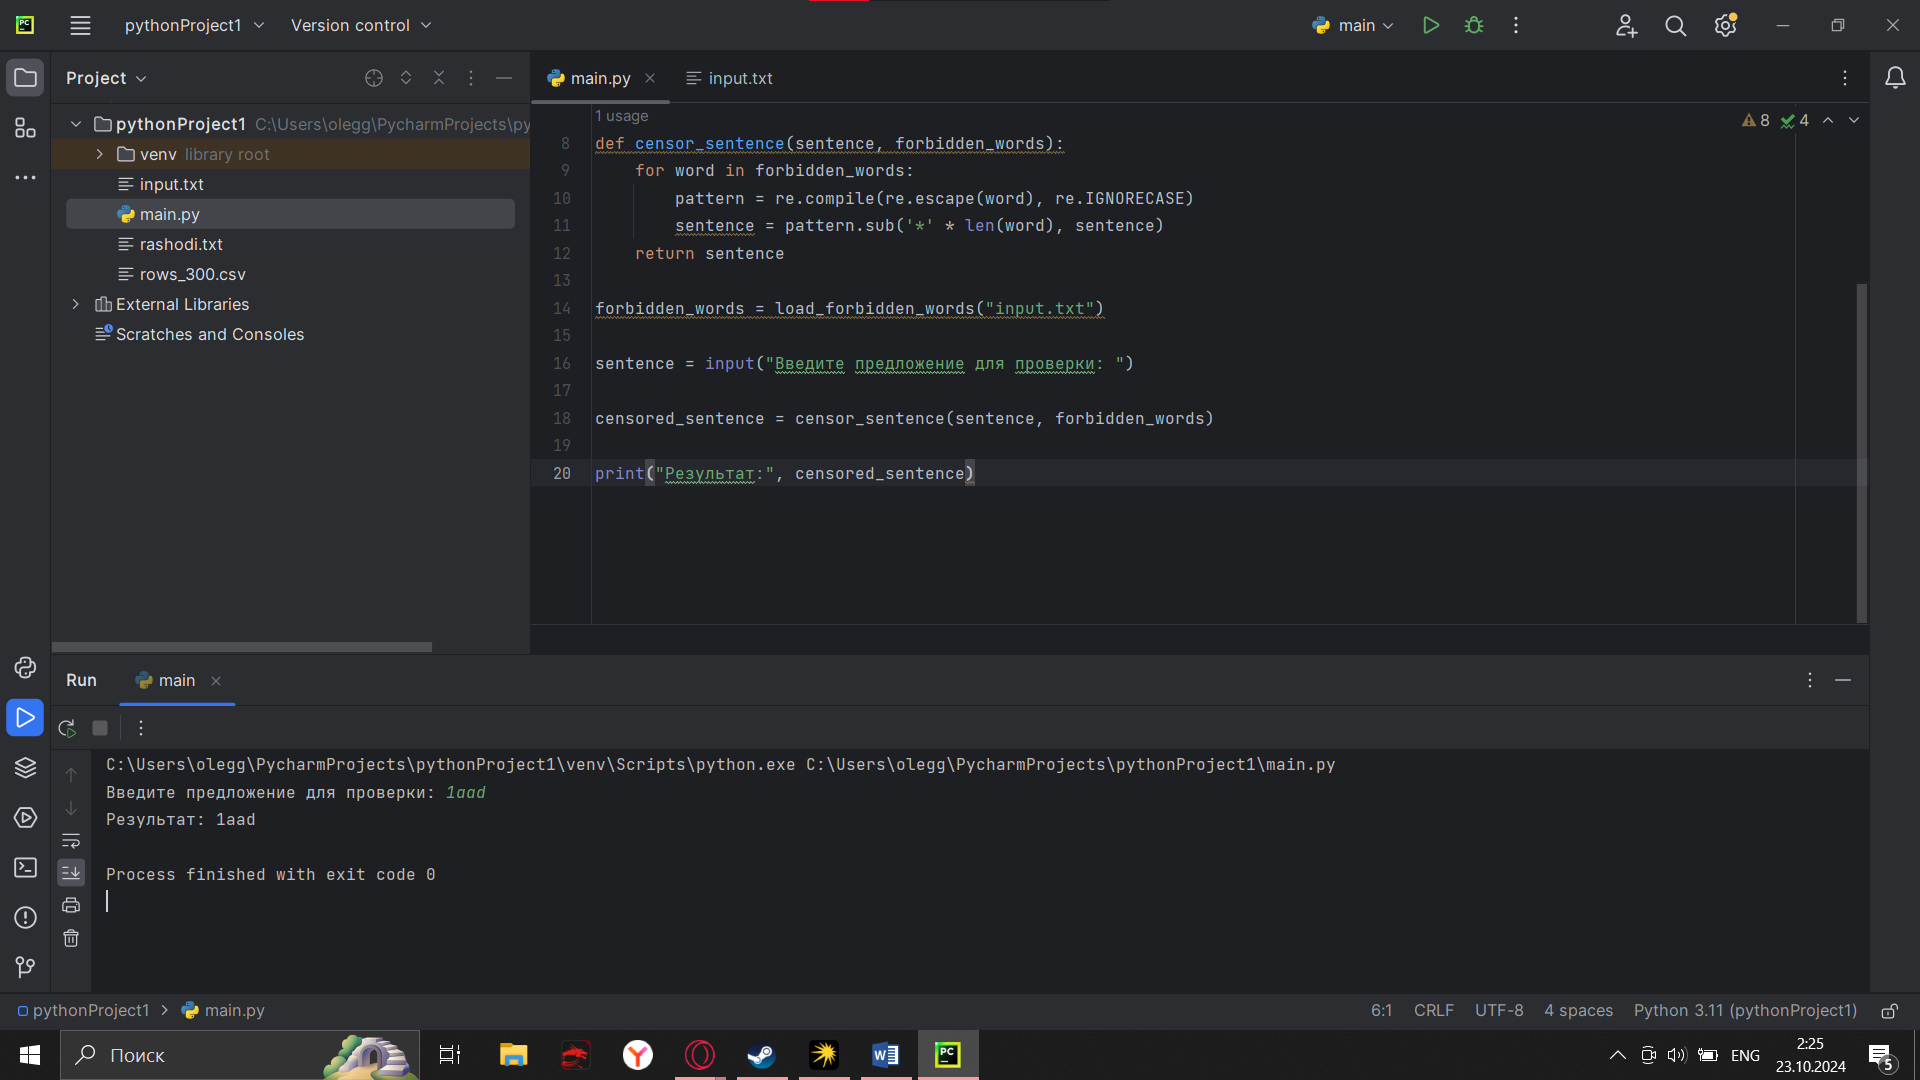 pythonProject1 Version control main
Project
main.py input.txt
pythonProject1 C:\Users\olegg\PycharmProjects\py
venv library root
input.txt
main.py
rashodi.txt
rows_300.csv
External Libraries
Scratches and Consoles
1 usage
8 4
8 def censor_sentence(sentence, forbidden_words):
9 for word in forbidden_words:
10 pattern = re.compile(re.escape(word), re.IGNORECASE)
11 sentence = pattern.sub('*' * len(word), sentence)
12 return sentence
13
14 forbidden_words = load_forbidden_words("input.txt")
15
16 sentence = input("Введите предложение для проверки: ")
17
18 censored_sentence = censor_sentence(sentence, forbidden_words)
19
20 print("Результат:", censored_sentence)
Run main
C:\Users\olegg\PycharmProjects\pythonProject1\venv\Scripts\python.exe C:\Users\olegg\PycharmProjects\pythonProject1\main.py
Введите предложение для проверки: 1aad
Результат: 1aad
Process finished with exit code 0
pythonProject1 > main.py
6:1 CRLF UTF-8 4 spaces Python 3.11 (pythonProject1)
Поиск
ENG
2:25
23.10.2024
5